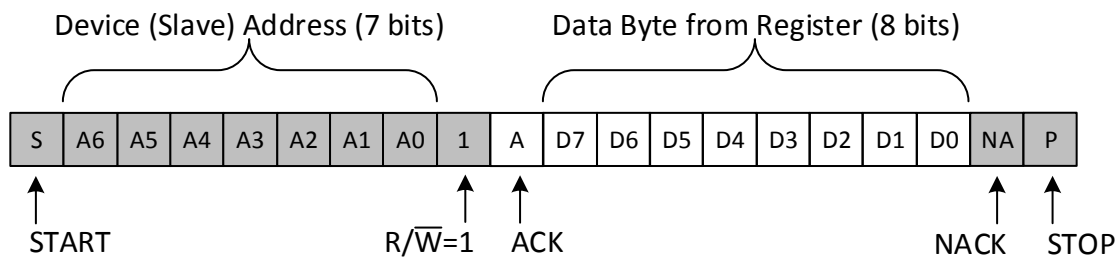 Device (Slave) Address (7 bits) Data Byte from Register (8 bits)
S A6 A5 A4 A3 A2 A1 A0 1 A D7 D6 D5 D4 D3 D2 D1 D0 NA P
START R/W̅=1 ACK NACK STOP